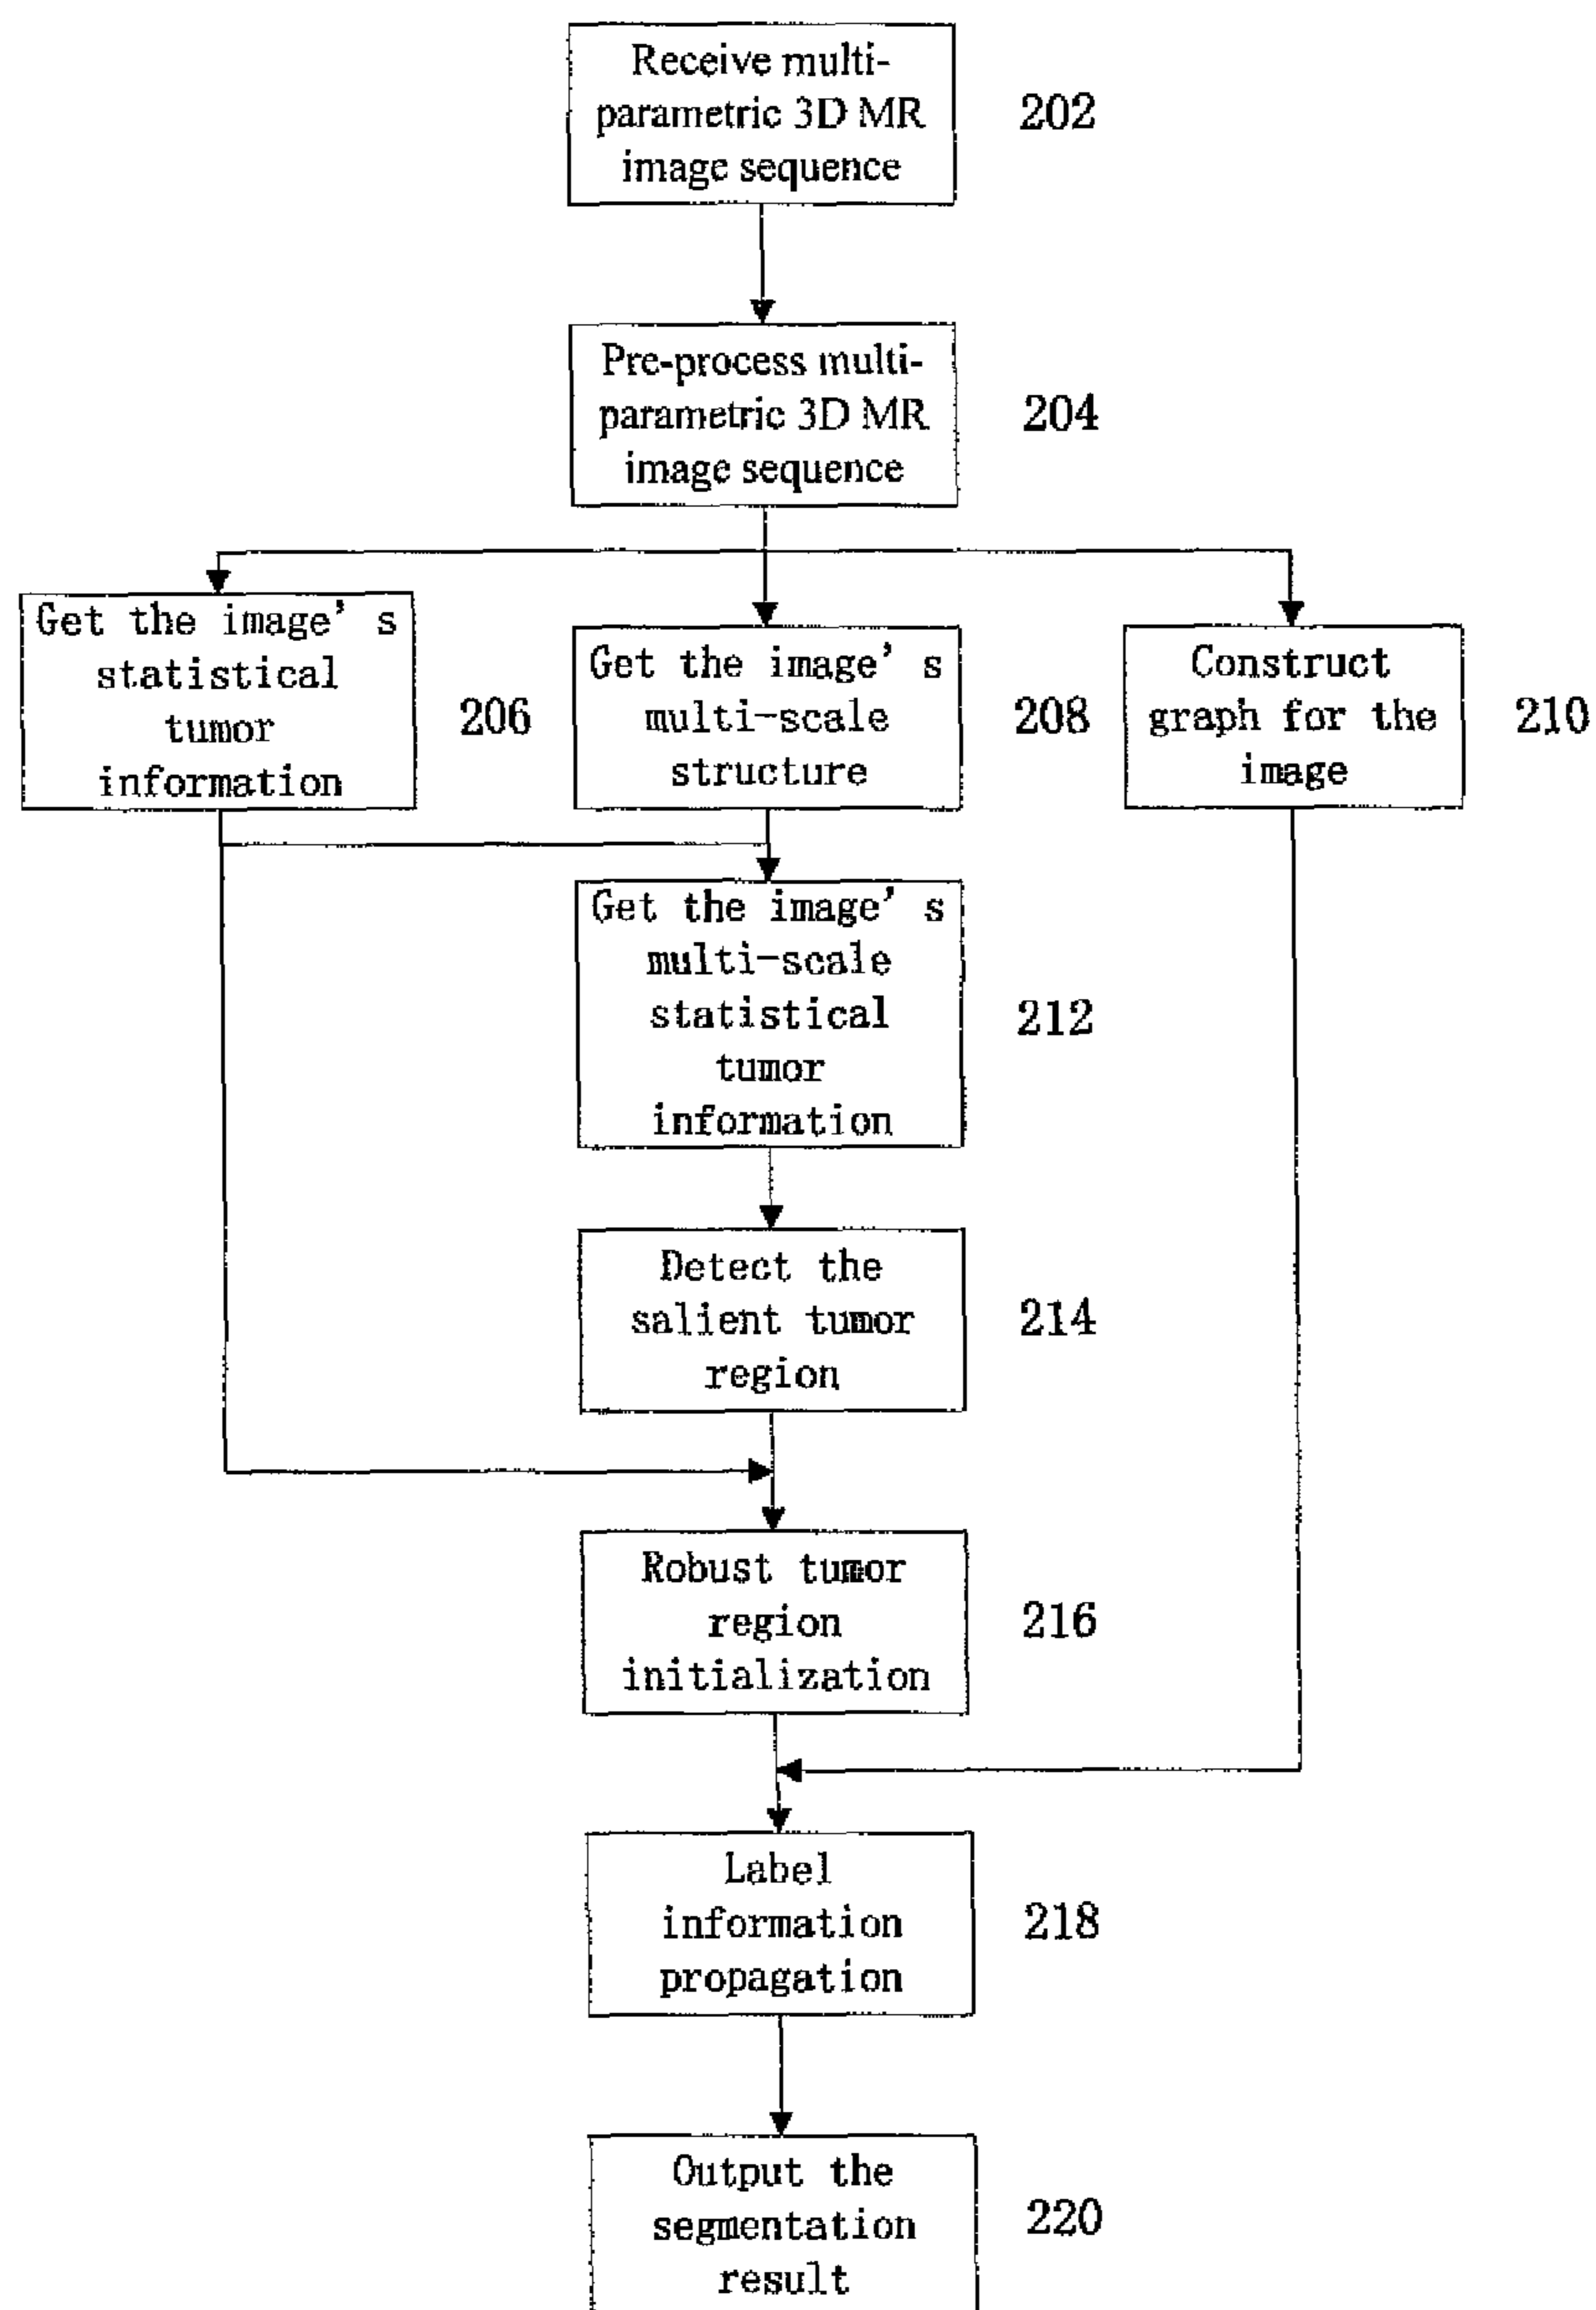 Receive multi-
parametric 3D MR
image sequence
202
Pre-process multi-
parametric 3D MR
image sequence
204
Get the image' s
statistical
tumor
information
206
Get the image' s
multi-scale
structure
208
Construct
graph for the
image
210
Get the image' s
multi-scale
statistical
tumor
information
212
Detect the
salient tumor
region
214
Robust tumor
region
initialization
216
Label
information
propagation
218
Output the
segmentation
result
220